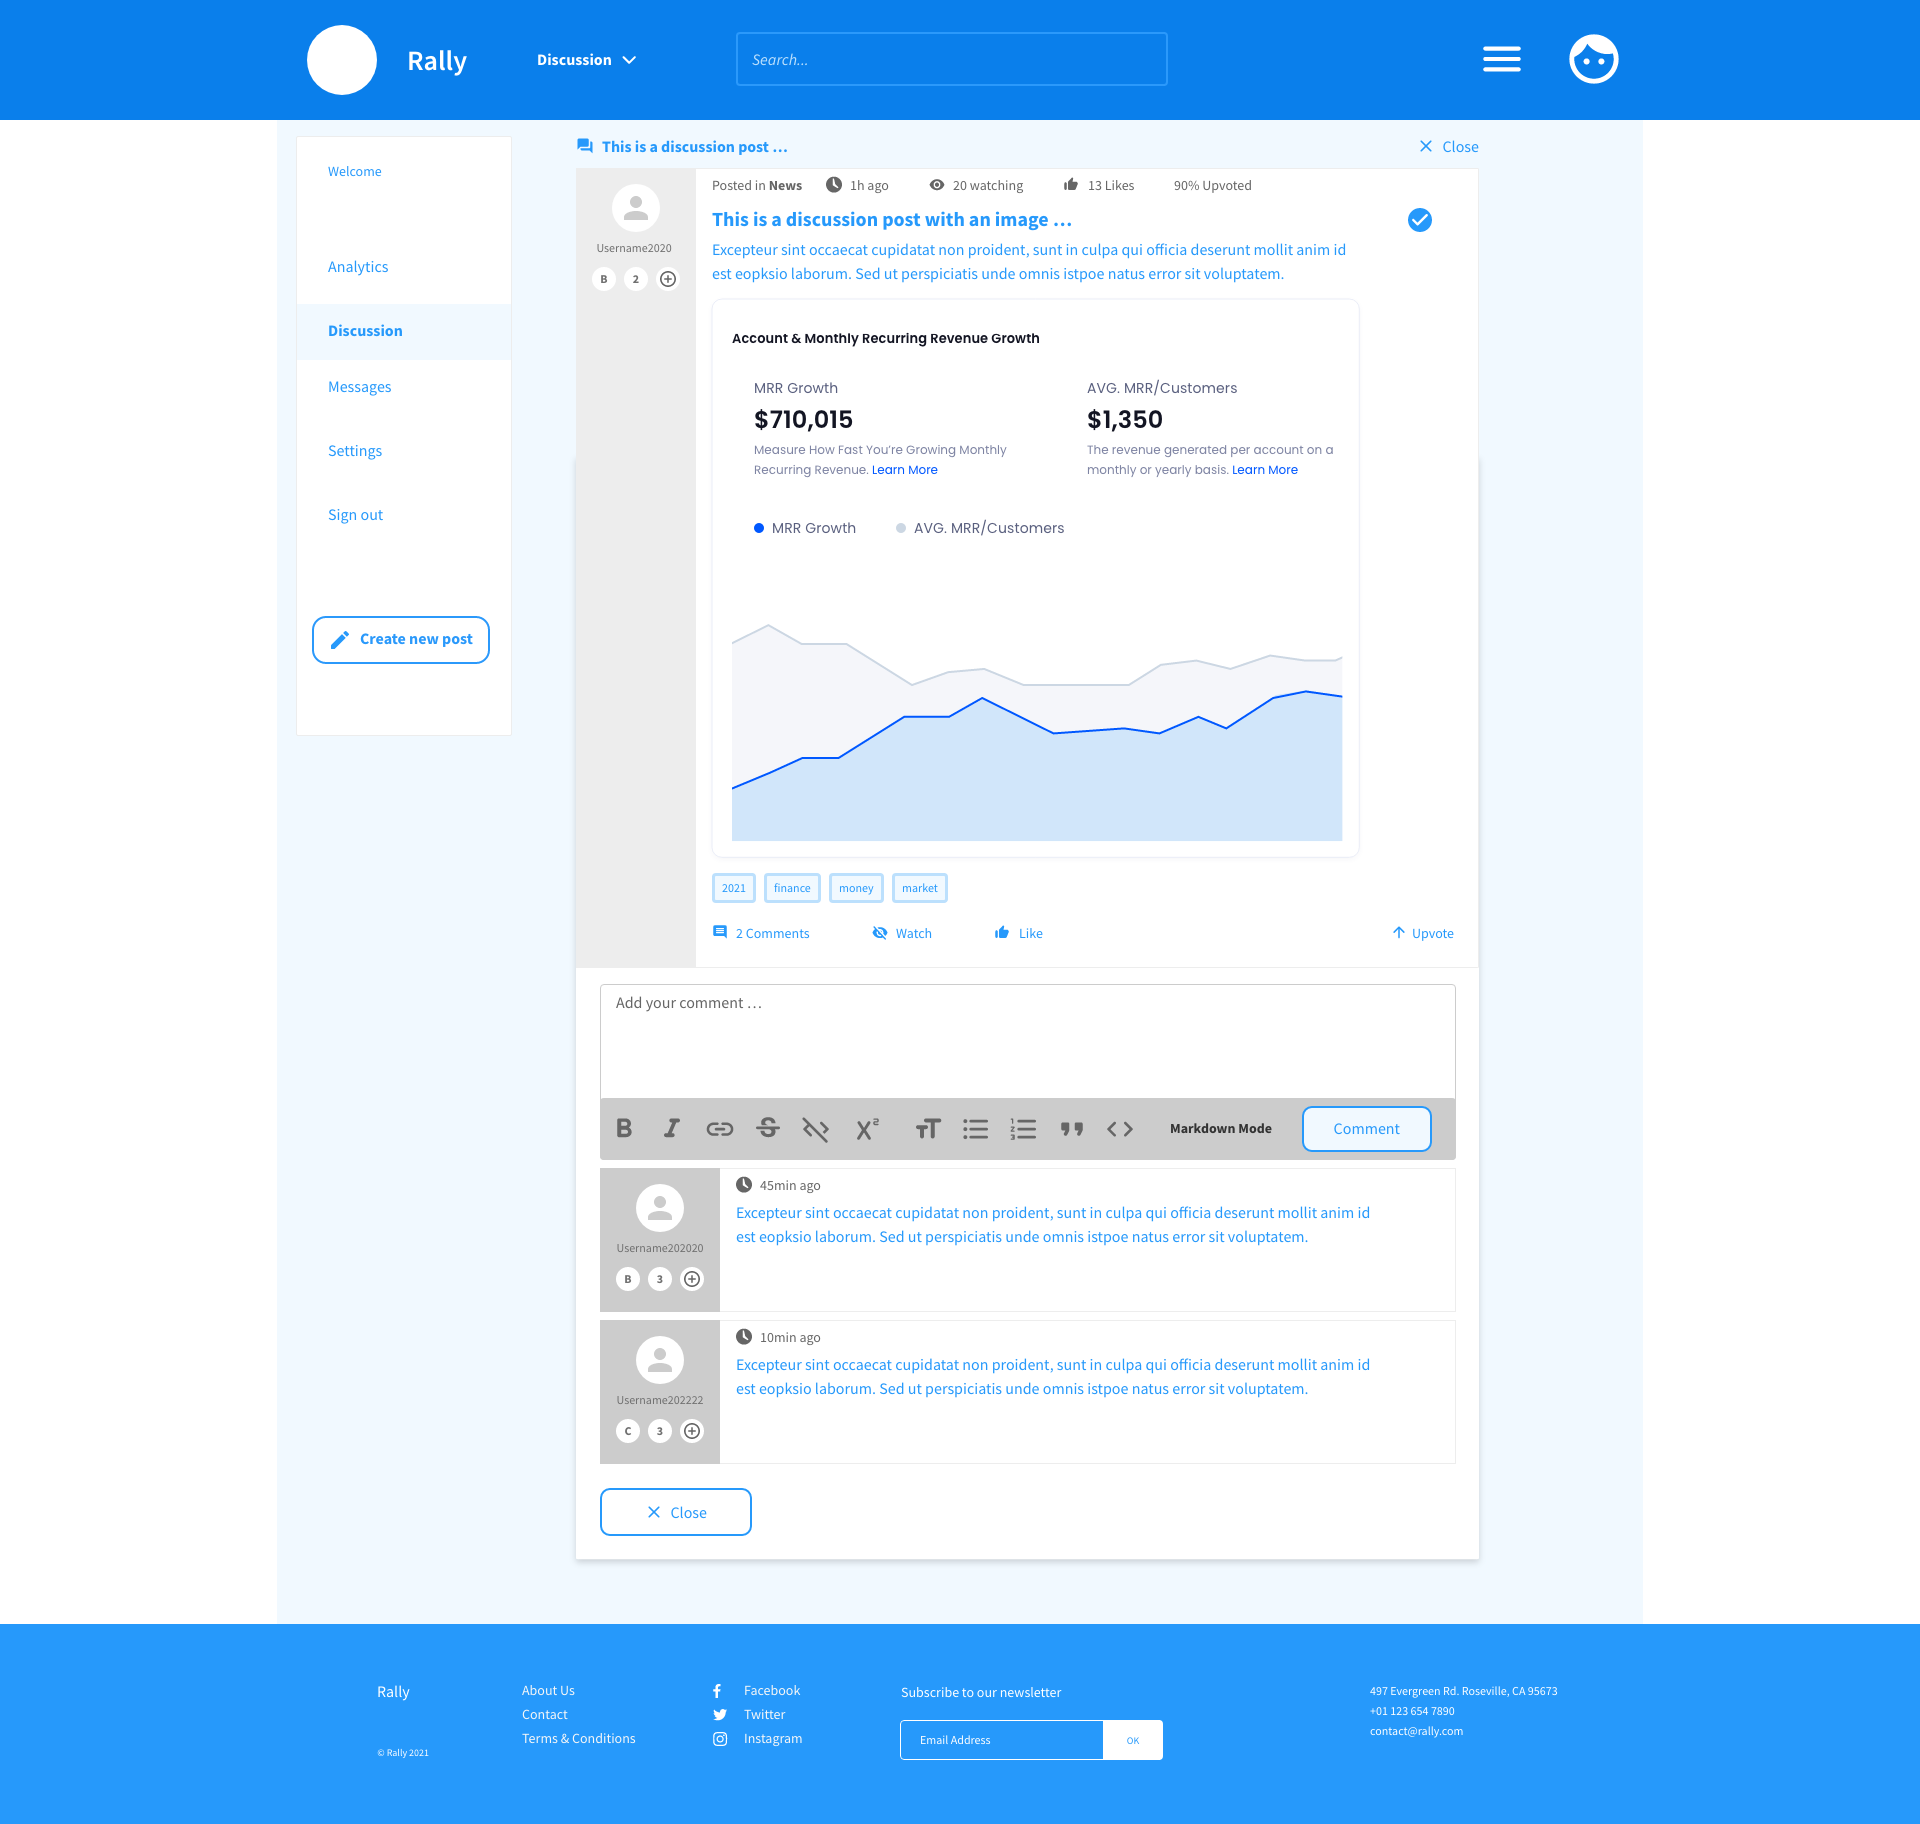 Rally
Discussion
Search...
Welcome
Analytics
Discussion
Messages
Settings
Sign out
Create new post
This is a discussion post ...
Close
Username2020
B 2
Posted in News 1h ago 20 watching 13 Likes 90% Upvoted
This is a discussion post with an image ...
Excepteur sint occaecat cupidatat non proident, sunt in culpa qui officia deserunt mollit anim id
est eopksio laborum. Sed ut perspiciatis unde omnis istpoe natus error sit voluptatem.
Account & Monthly Recurring Revenue Growth
MRR Growth
$710,015
Measure How Fast You're Growing Monthly
Recurring Revenue. Learn More
AVG. MRR/Customers
$1,350
The revenue generated per account on a
monthly or yearly basis. Learn More
MRR Growth
AVG. MRR/Customers
2021 finance money market
2 Comments Watch Like Upvote
Add your comment ...
Markdown Mode
Comment
Username202020
B 3
45min ago
Excepteur sint occaecat cupidatat non proident, sunt in culpa qui officia deserunt mollit anim id
est eopksio laborum. Sed ut perspiciatis unde omnis istpoe natus error sit voluptatem.
Username202222
C 3
10min ago
Excepteur sint occaecat cupidatat non proident, sunt in culpa qui officia deserunt mollit anim id
est eopksio laborum. Sed ut perspiciatis unde omnis istpoe natus error sit voluptatem.
Close
Rally
© Rally 2021
About Us
Contact
Terms & Conditions
Facebook
Twitter
Instagram
Subscribe to our newsletter
Email Address
OK
497 Evergreen Rd. Roseville, CA 95673
+01 123 654 7890
contact@rally.com